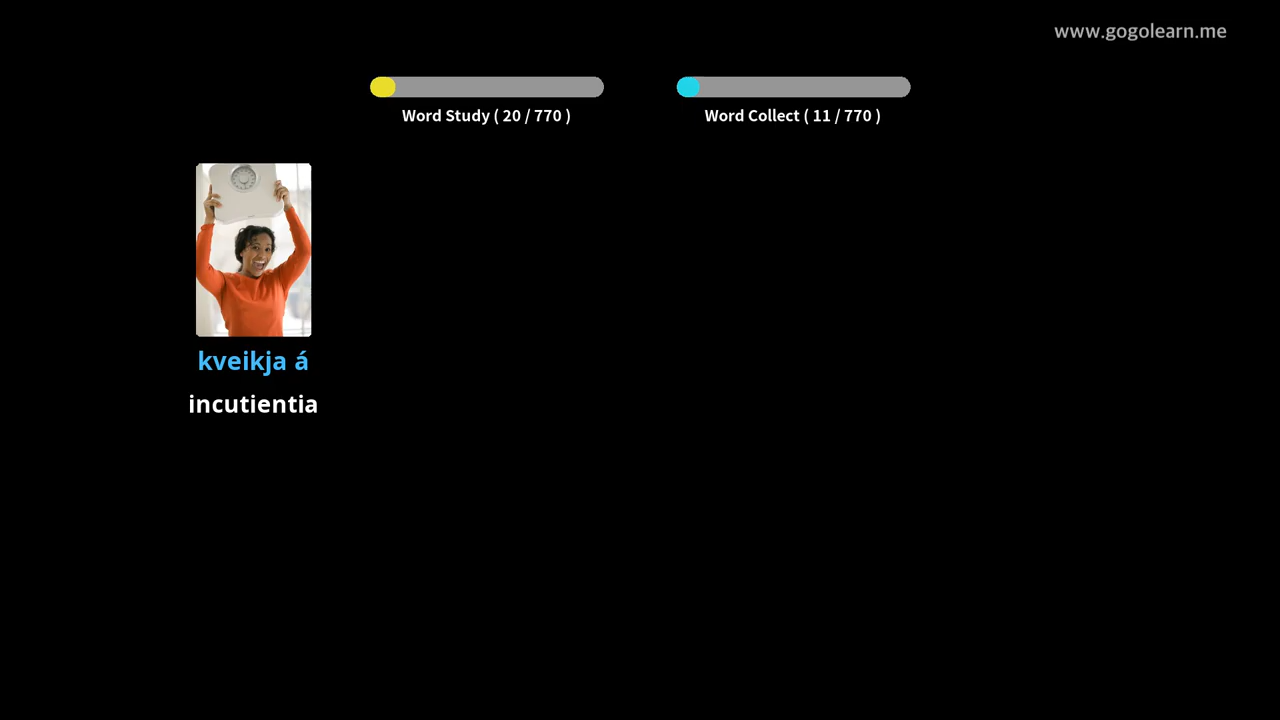 www.gogolearn.me
Word Study ( 20 / 770 )
Word Collect ( 11 / 770 )
kveikja á
incutientia